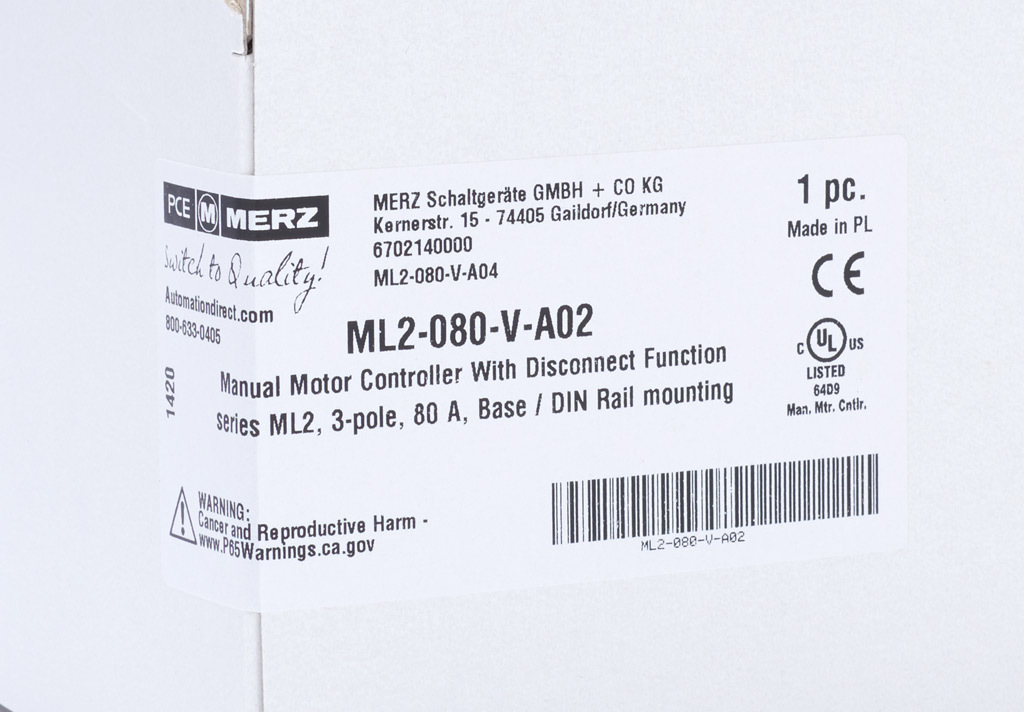 PCE M MERZ
Switch to Quality!
Automationdirect.com
800-633-0405
1420
MERZ Schaltgeräte GMBH + CO KG
Kernerstr. 15 - 74405 Gaildorf/Germany
6702140000
ML2-080-V-A04
1 pc.
Made in PL
CE
C UL US
LISTED
64D9
Man. Mtr. Cntlr.
ML2-080-V-A02
Manual Motor Controller With Disconnect Function
series ML2, 3-pole, 80 A, Base / DIN Rail mounting
WARNING:
Cancer and Reproductive Harm -
www.P65Warnings.ca.gov
ML2-080-V-A02